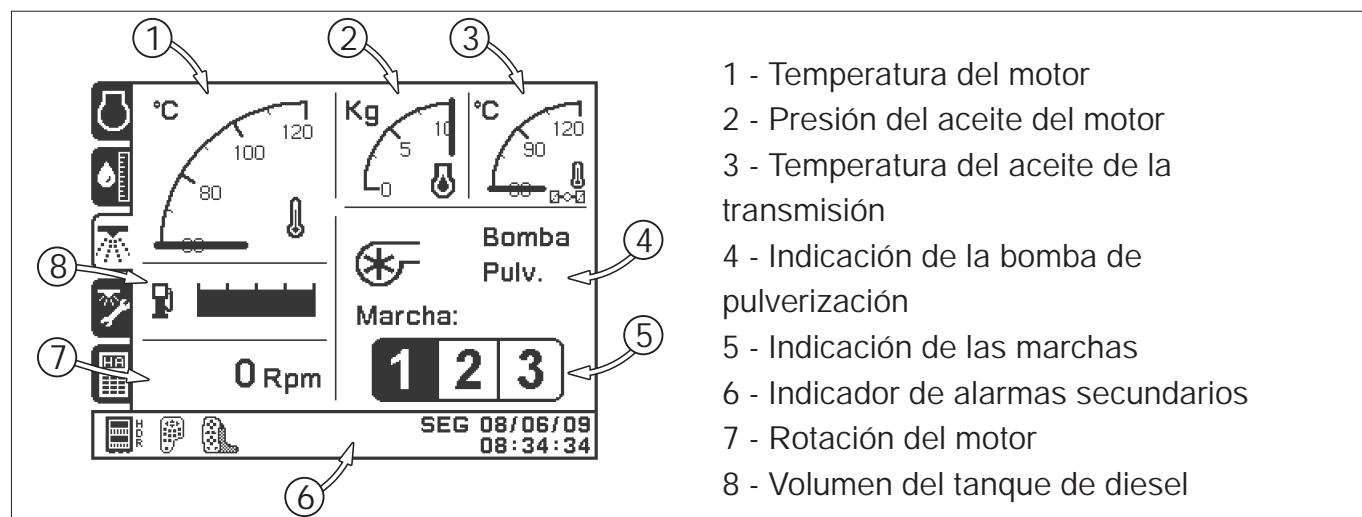 1
2
3
°C
120
100
80
60
Kg
10
5
0
°C
120
90
60
Bomba
Pulv.
4
8
Marcha:
1 2 3
5
7
HA
0 Rpm
HDR
SEG 08/06/09
08:34:34
6
1 - Temperatura del motor
2 - Presión del aceite del motor
3 - Temperatura del aceite de la
transmisión
4 - Indicación de la bomba de
pulverización
5 - Indicación de las marchas
6 - Indicador de alarmas secundarios
7 - Rotación del motor
8 - Volumen del tanque de diesel